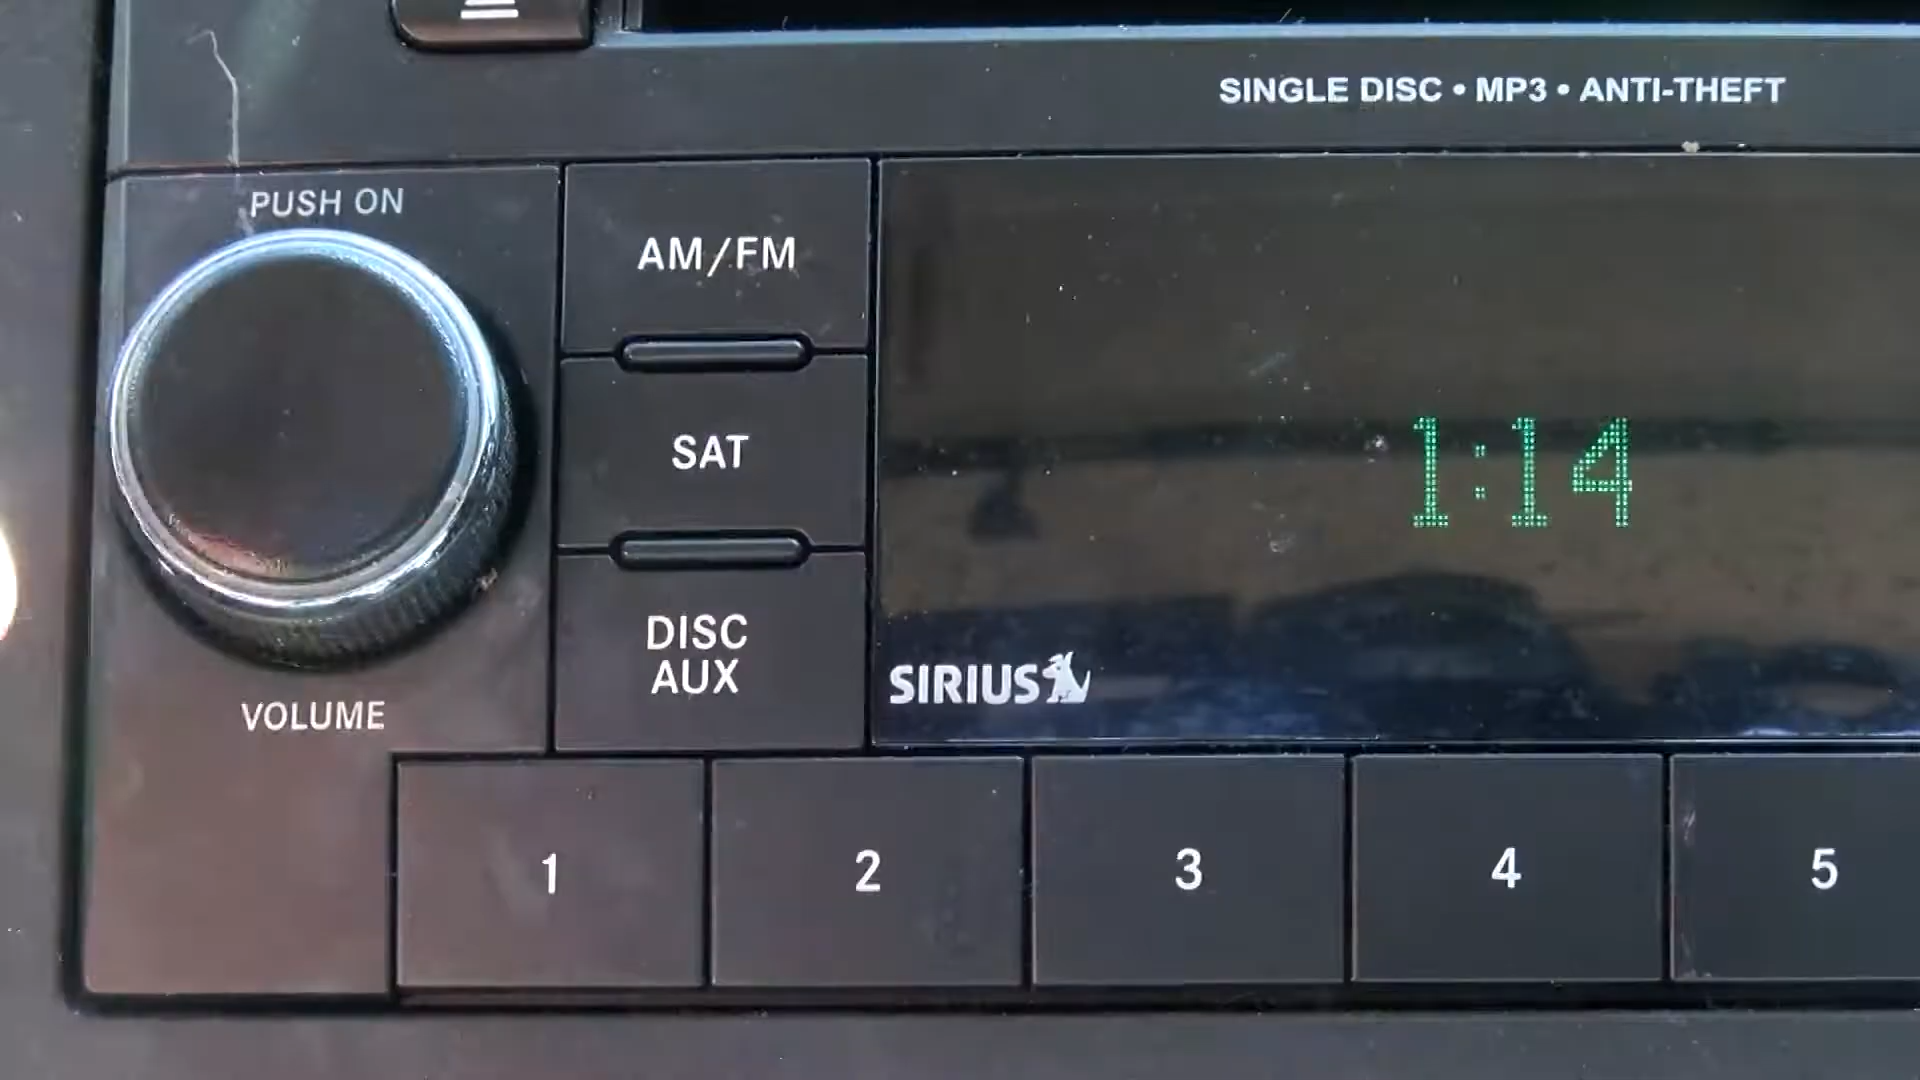 SINGLE DISC • MP3 • ANTI-THEFT
PUSH ON
AM/FM
SAT
1:14
DISC
AUX
SIRIUS
VOLUME
1
2
3
4
5